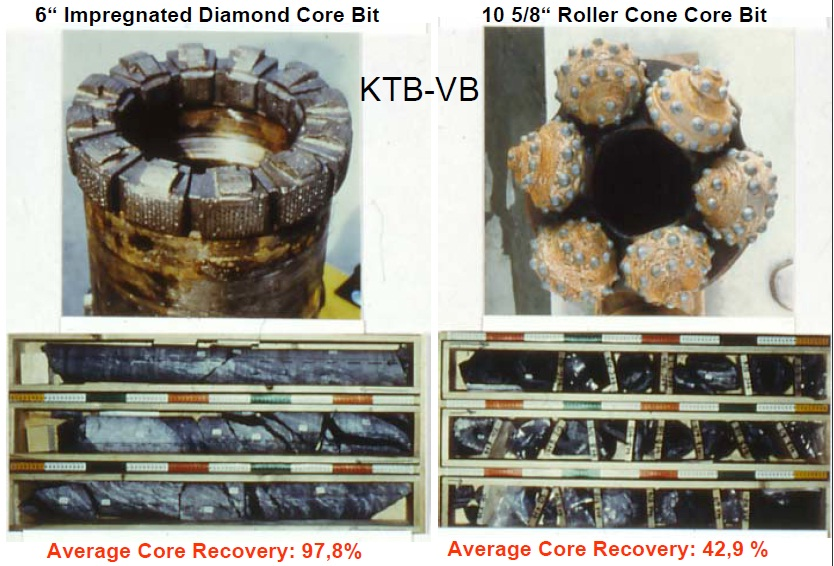 6“ Impregnated Diamond Core Bit
10 5/8“ Roller Cone Core Bit
KTB-VB
Average Core Recovery: 97,8%
Average Core Recovery: 42,9 %